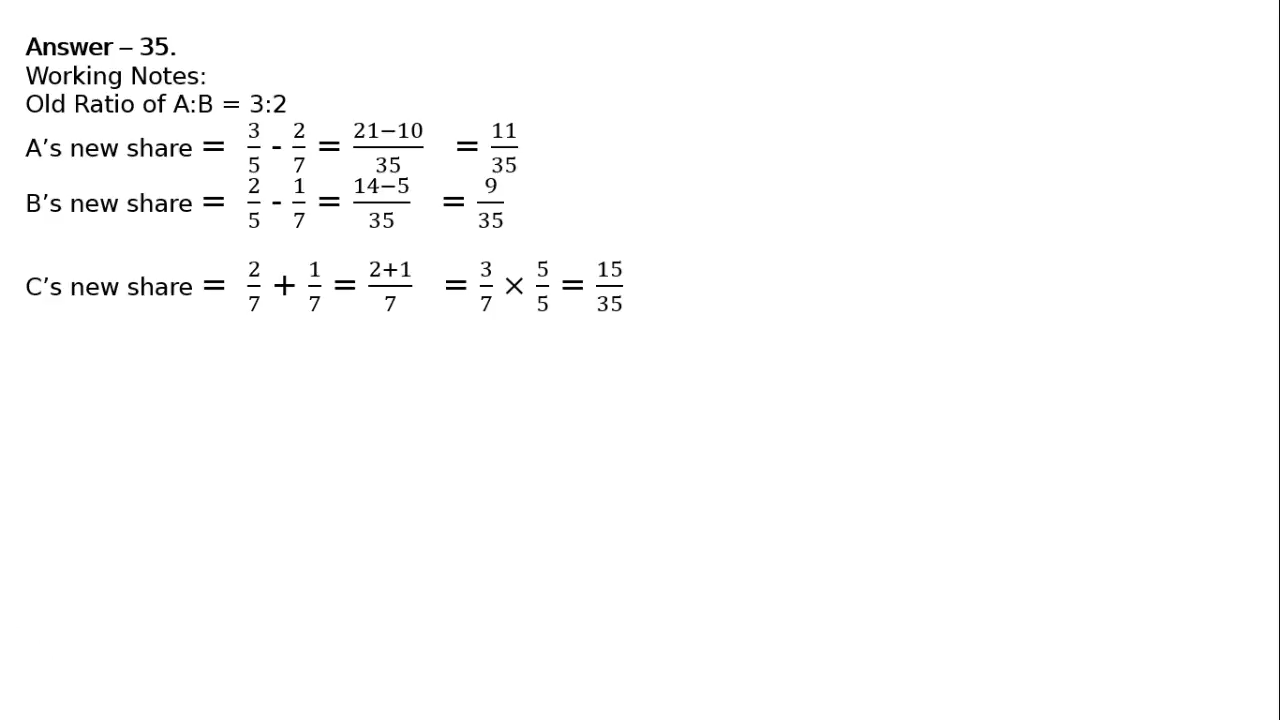 Answer – 35.
Working Notes:
Old Ratio of A:B = 3:2
A’s new share = 3/5 - 2/7 = 21−10/35 = 11/35
B’s new share = 2/5 - 1/7 = 14−5/35 = 9/35
C’s new share = 2/7 + 1/7 = 2+1/7 = 3/7 × 5/5 = 15/35